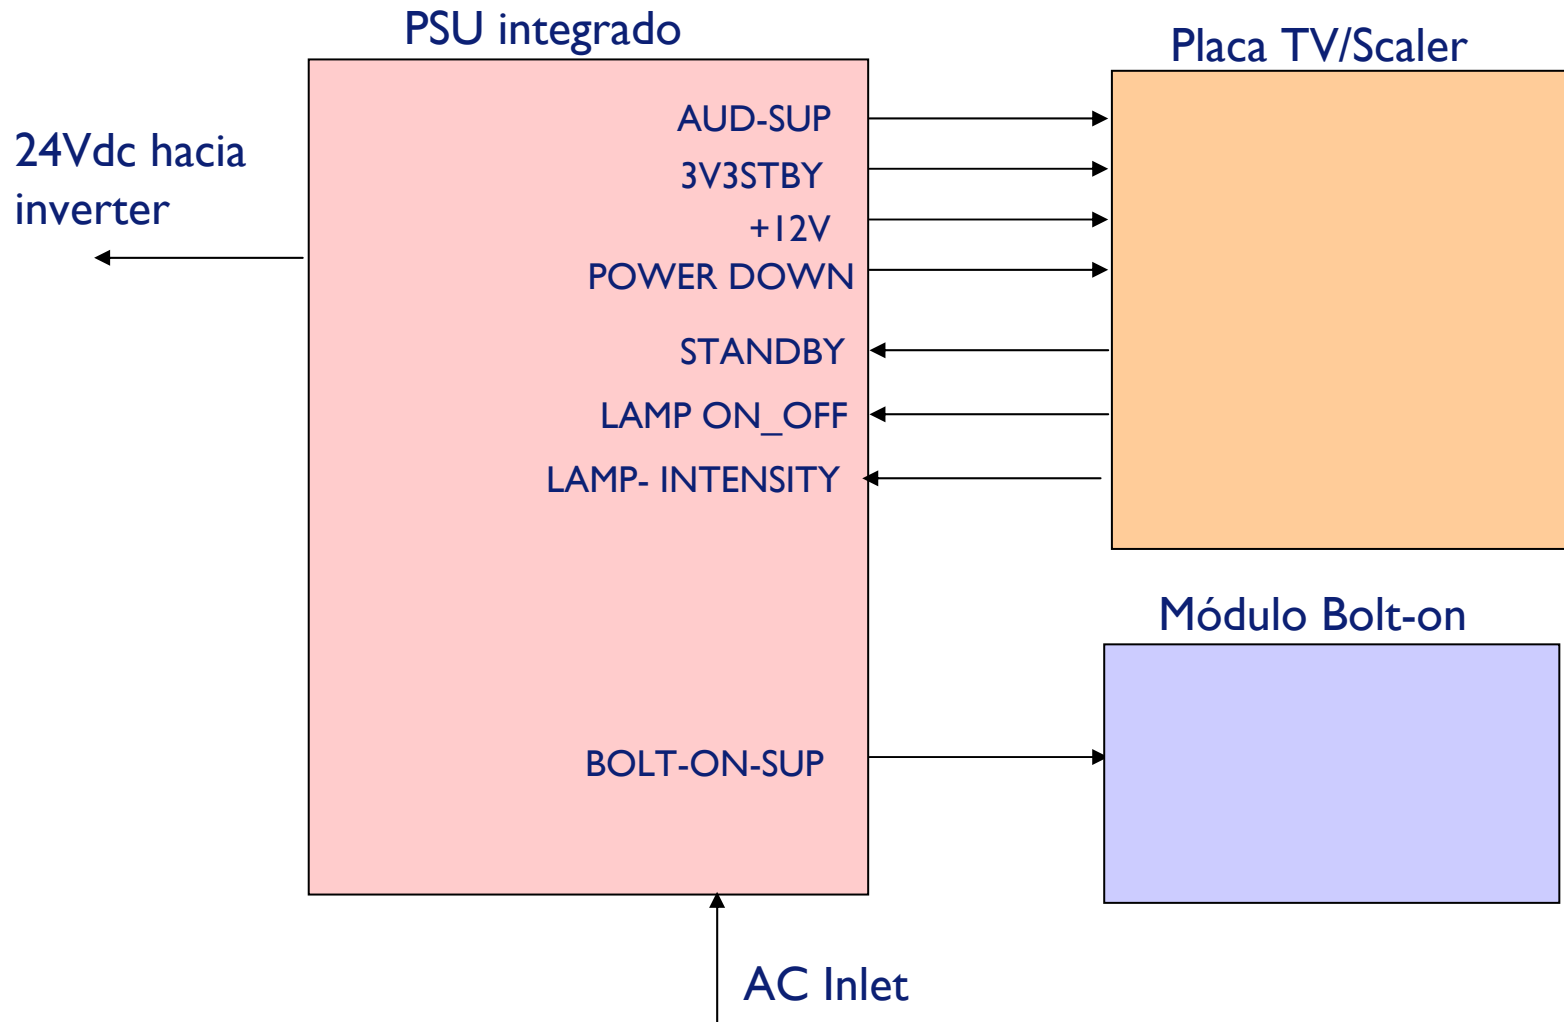 PSU integrado
Placa TV/Scaler
24Vdc hacia
inverter
AUD-SUP
3V3STBY
+12V
POWER DOWN
STANDBY
LAMP ON_OFF
LAMP- INTENSITY
Módulo Bolt-on
BOLT-ON-SUP
AC Inlet